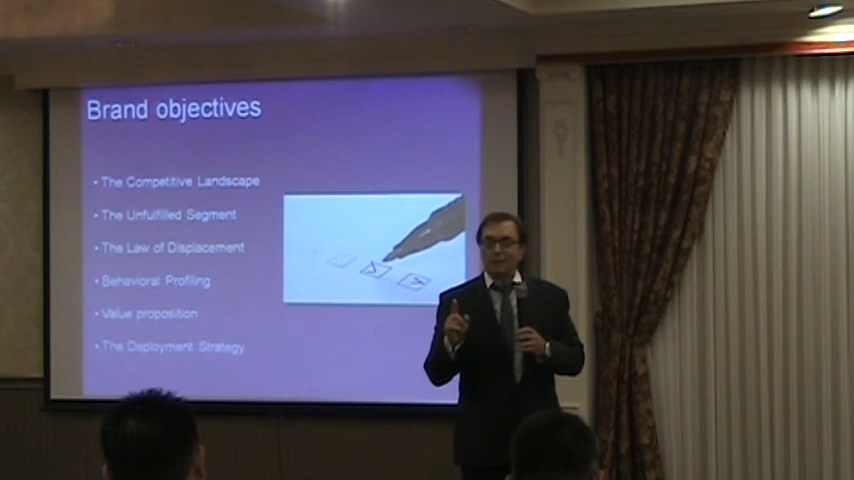 Brand objectives
• The Competitive Landscape
• The Unfulfilled Segment
• The Law of Displacement
• Behavioral Profiling
• Value proposition
• The Deployment Strategy